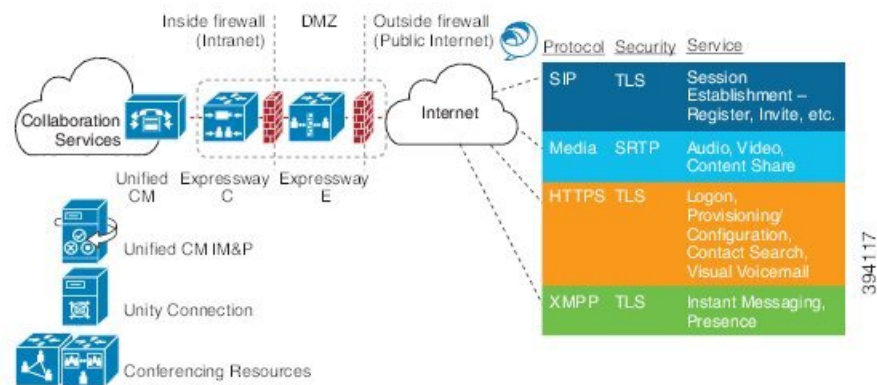 Inside firewall
(Intranet)
DMZ
Outside firewall
(Public Internet)
Collaboration
Services
Internet
Unified
CM
Expressway
C
Expressway
E
Unified CM IM&P
Unity Connection
Conferencing Resources
Protocol Security Service
SIP TLS Session
Establishment –
Register, Invite, etc.
Media SRTP Audio, Video,
Content Share
HTTPS TLS Logon,
Provisioning/
Configuration,
Contact Search,
Visual Voicemail
XMPP TLS Instant Messaging,
Presence
394117